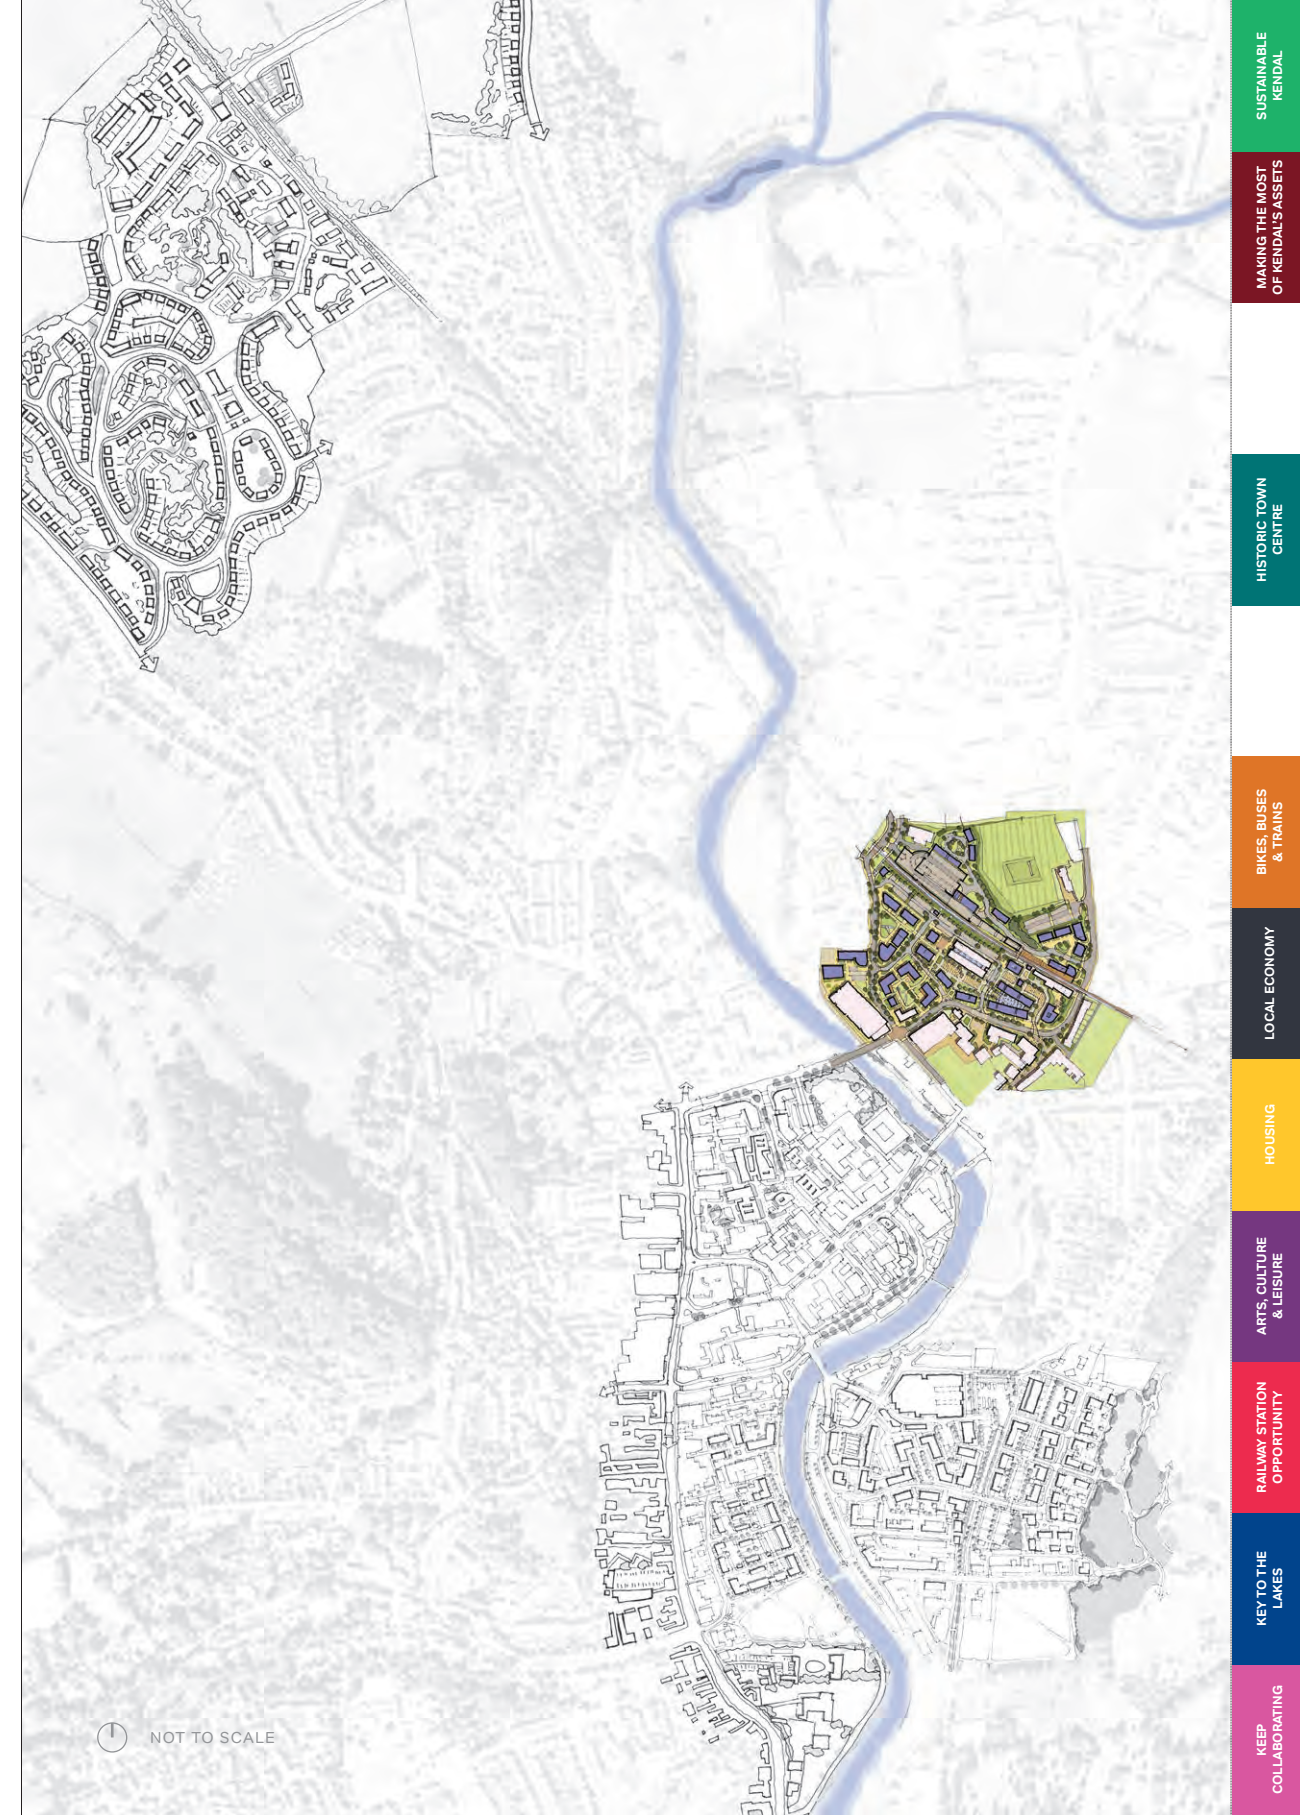 SUSTAINABLE
KENDAL
MAKING THE MOST
OF KENDAL'S ASSETS
HISTORIC TOWN
CENTRE
BIKES, BUSES
& TRAINS
LOCAL ECONOMY
HOUSING
ARTS, CULTURE
& LEISURE
RAILWAY STATION
OPPORTUNITY
KEY TO THE
LAKES
KEEP
COLLABORATING
NOT TO SCALE